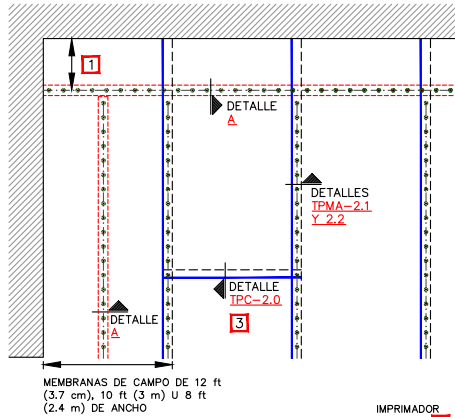 1
DETALLE
A
DETALLES
TPMA-2.1
Y 2.2
DETALLE
TPC-2.0
3
DETALLE
A
MEMBRANAS DE CAMPO DE 12 ft
(3.7 cm), 10 ft (3 m) U 8 ft
(2.4 m) DE ANCHO
IMPRIMADOR